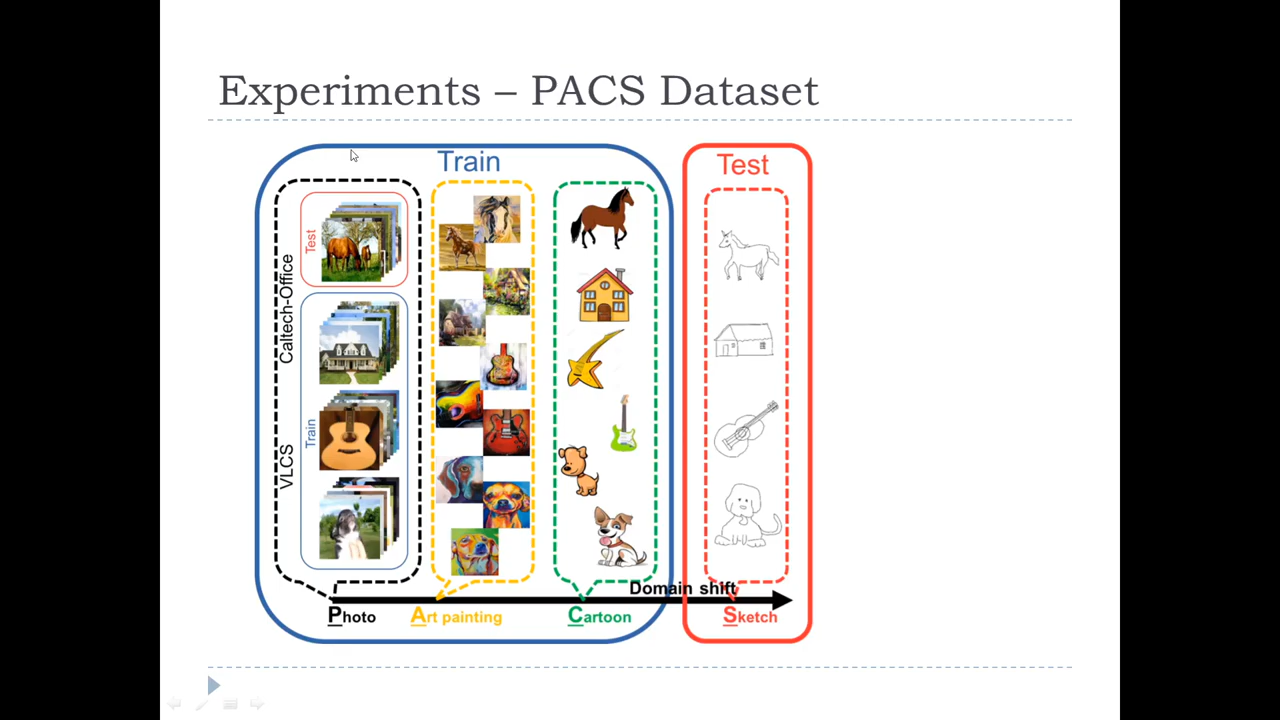 Experiments – PACS Dataset
Train
Test
Test
Caltech-Office
Train
VLCS
Domain shift
Photo
Art painting
Cartoon
Sketch